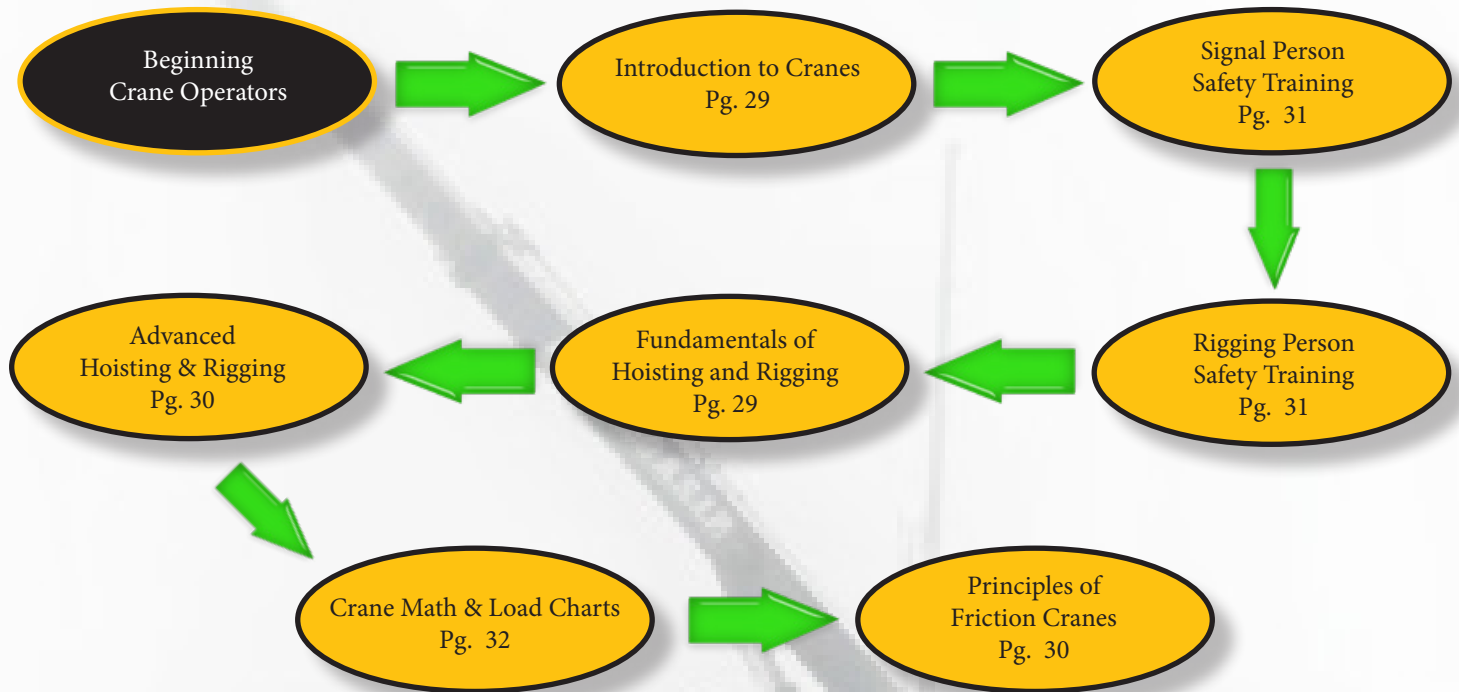 Beginning
Crane Operators
Introduction to Cranes
Pg. 29
Signal Person
Safety Training
Pg. 31
Rigging Person
Safety Training
Pg. 31
Fundamentals of
Hoisting and Rigging
Pg. 29
Advanced
Hoisting & Rigging
Pg. 30
Crane Math & Load Charts
Pg. 32
Principles of
Friction Cranes
Pg. 30